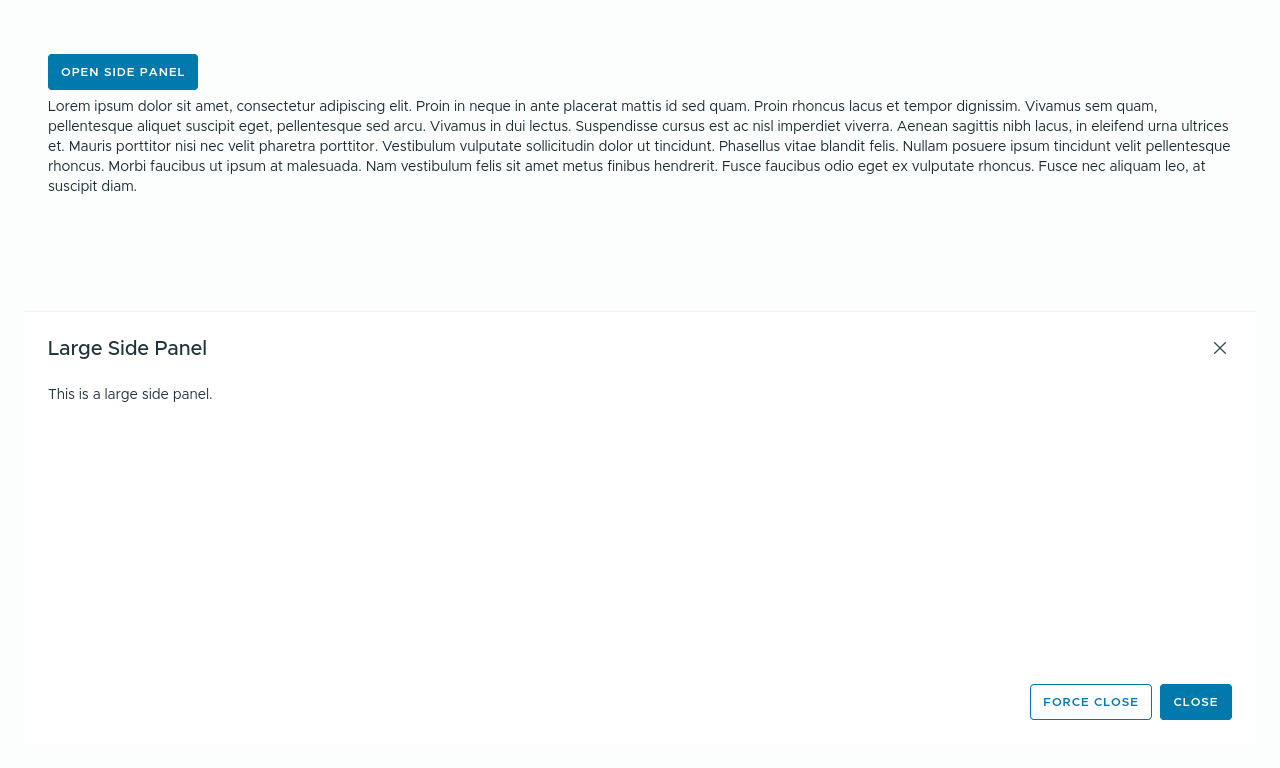 OPEN SIDE PANEL
Lorem ipsum dolor sit amet, consectetur adipiscing elit. Proin in neque in ante placerat mattis id sed quam. Proin rhoncus lacus et tempor dignissim. Vivamus sem quam,
pellentesque aliquet suscipit eget, pellentesque sed arcu. Vivamus in dui lectus. Suspendisse cursus est ac nisl imperdiet viverra. Aenean sagittis nibh lacus, in eleifend urna ultrices
et. Mauris porttitor nisi nec velit pharetra porttitor. Vestibulum vulputate sollicitudin dolor ut tincidunt. Phasellus vitae blandit felis. Nullam posuere ipsum tincidunt velit pellentesque
rhoncus. Morbi faucibus ut ipsum at malesuada. Nam vestibulum felis sit amet metus finibus hendrerit. Fusce faucibus odio eget ex vulputate rhoncus. Fusce nec aliquam leo, at
suscipit diam.
Large Side Panel
This is a large side panel.
FORCE CLOSE
CLOSE